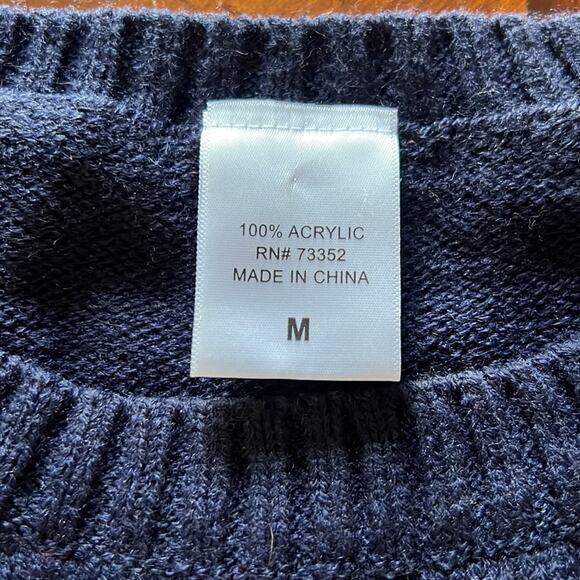 100% ACRYLIC
RN# 73352
MADE IN CHINA
M